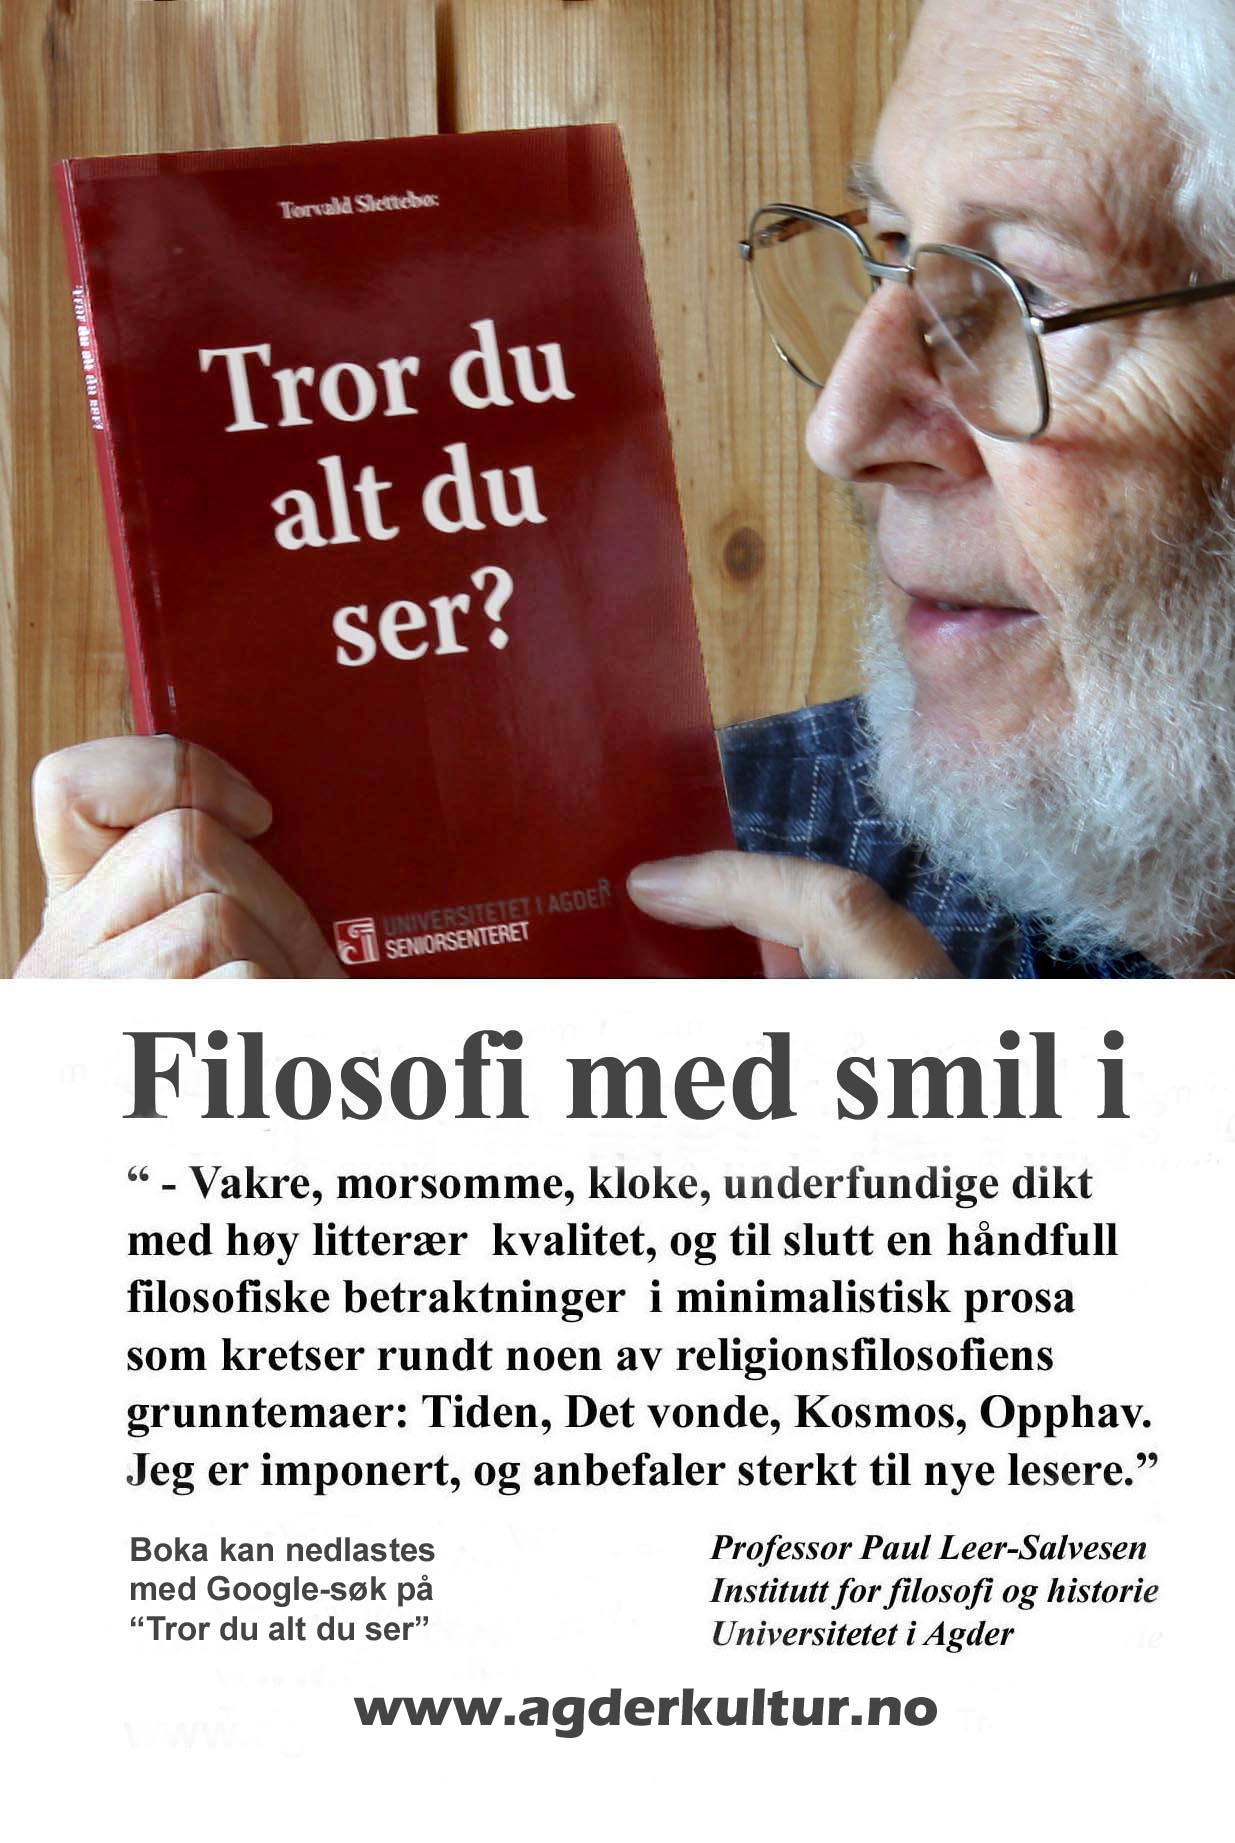 Torvald Slettebø:
Tror du
alt du
ser?
Tror du alt du ser?
UNIVERSITETET I AGDER
SENIORSENTERET
Filosofi med smil i
“ - Vakre, morsomme, kloke, underfundige dikt
med høy litterær kvalitet, og til slutt en håndfull
filosofiske betraktninger i minimalistisk prosa
som kretser rundt noen av religionsfilosofiens
grunntemaer: Tiden, Det vonde, Kosmos, Opphav.
Jeg er imponert, og anbefaler sterkt til nye lesere.”
Boka kan nedlastes
med Google-søk på
“Tror du alt du ser”
Professor Paul Leer-Salvesen
Institutt for filosofi og historie
Universitetet i Agder
www.agderkultur.no